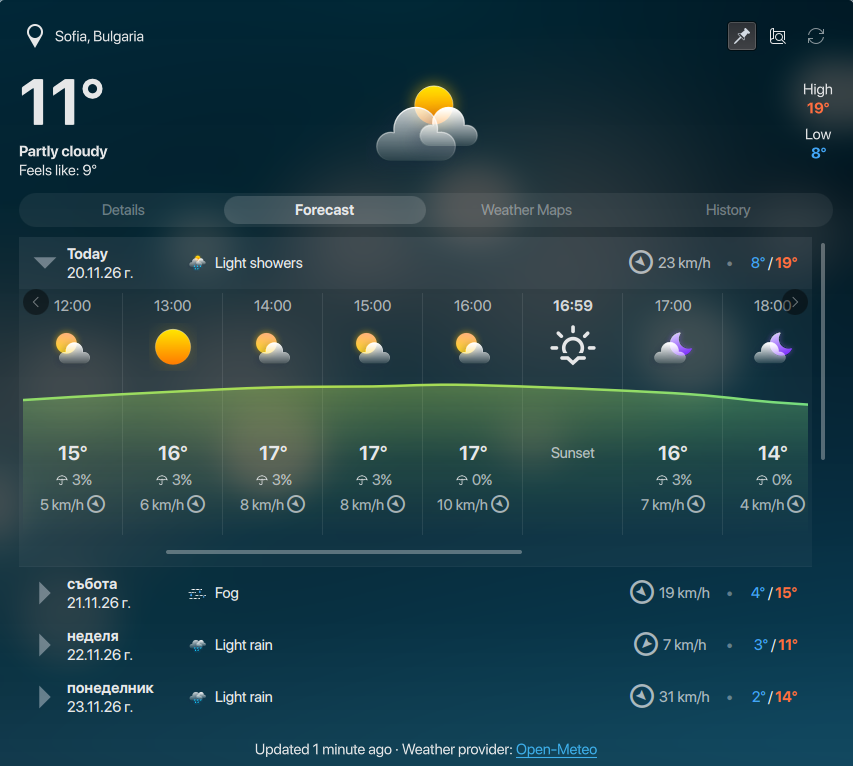 Sofia, Bulgaria
11°
High
19°
Low
8°
Partly cloudy
Feels like: 9°
Details Forecast Weather Maps History
Today
20.11.26 г.
Light showers
23 km/h • 8° / 19°
12:00 13:00 14:00 15:00 16:00 16:59 17:00 18:00
15° 16° 17° 17° 17° Sunset 16° 14°
3% 3% 3% 3% 0% 3% 0%
5 km/h 6 km/h 8 km/h 8 km/h 10 km/h 7 km/h 4 km/h
събота
21.11.26 г.
Fog
19 km/h • 4° / 15°
неделя
22.11.26 г.
Light rain
7 km/h • 3° / 11°
понеделник
23.11.26 г.
Light rain
31 km/h • 2° / 14°
Updated 1 minute ago · Weather provider: Open-Meteo